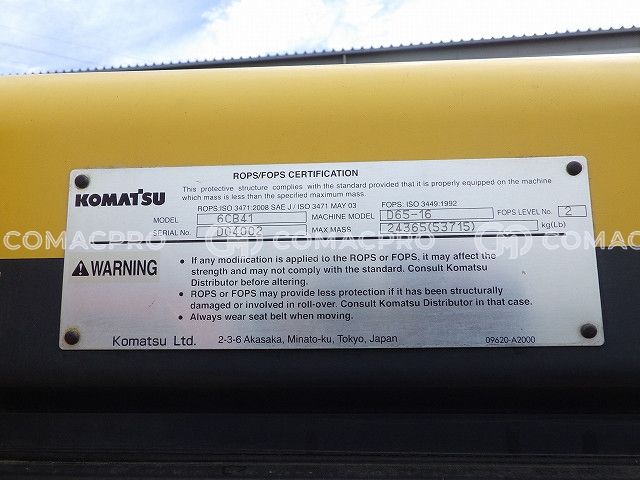 ROPS/FOPS CERTIFICATION
This protective structure complies with the standard provided that it is properly equipped on the machine
which mass is less than the specified maximum mass.
KOMATSU
ROPS:ISO 3471:2008 SAE J / ISO 3471 MAY 03 FOPS: ISO 3449:1992
MODEL 6CB41 MACHINE MODEL D65-16 FOPS LEVEL No. 2
SERIAL No. MAX MASS 24365(53715) kg(Lb)
COMACPRO COMACPRO COMACPRO
WARNING
• If any modification is applied to the ROPS or FOPS, it may affect the
strength and may not comply with the standard. Consult Komatsu
Distributor before altering.
• ROPS or FOPS may provide less protection if it has been structurally
damaged or involved in roll-over. Consult Komatsu Distributor in that case.
• Always wear seat belt when moving.
Komatsu Ltd. 2-3-6 Akasaka, Minato-ku, Tokyo, Japan 09620-A2000